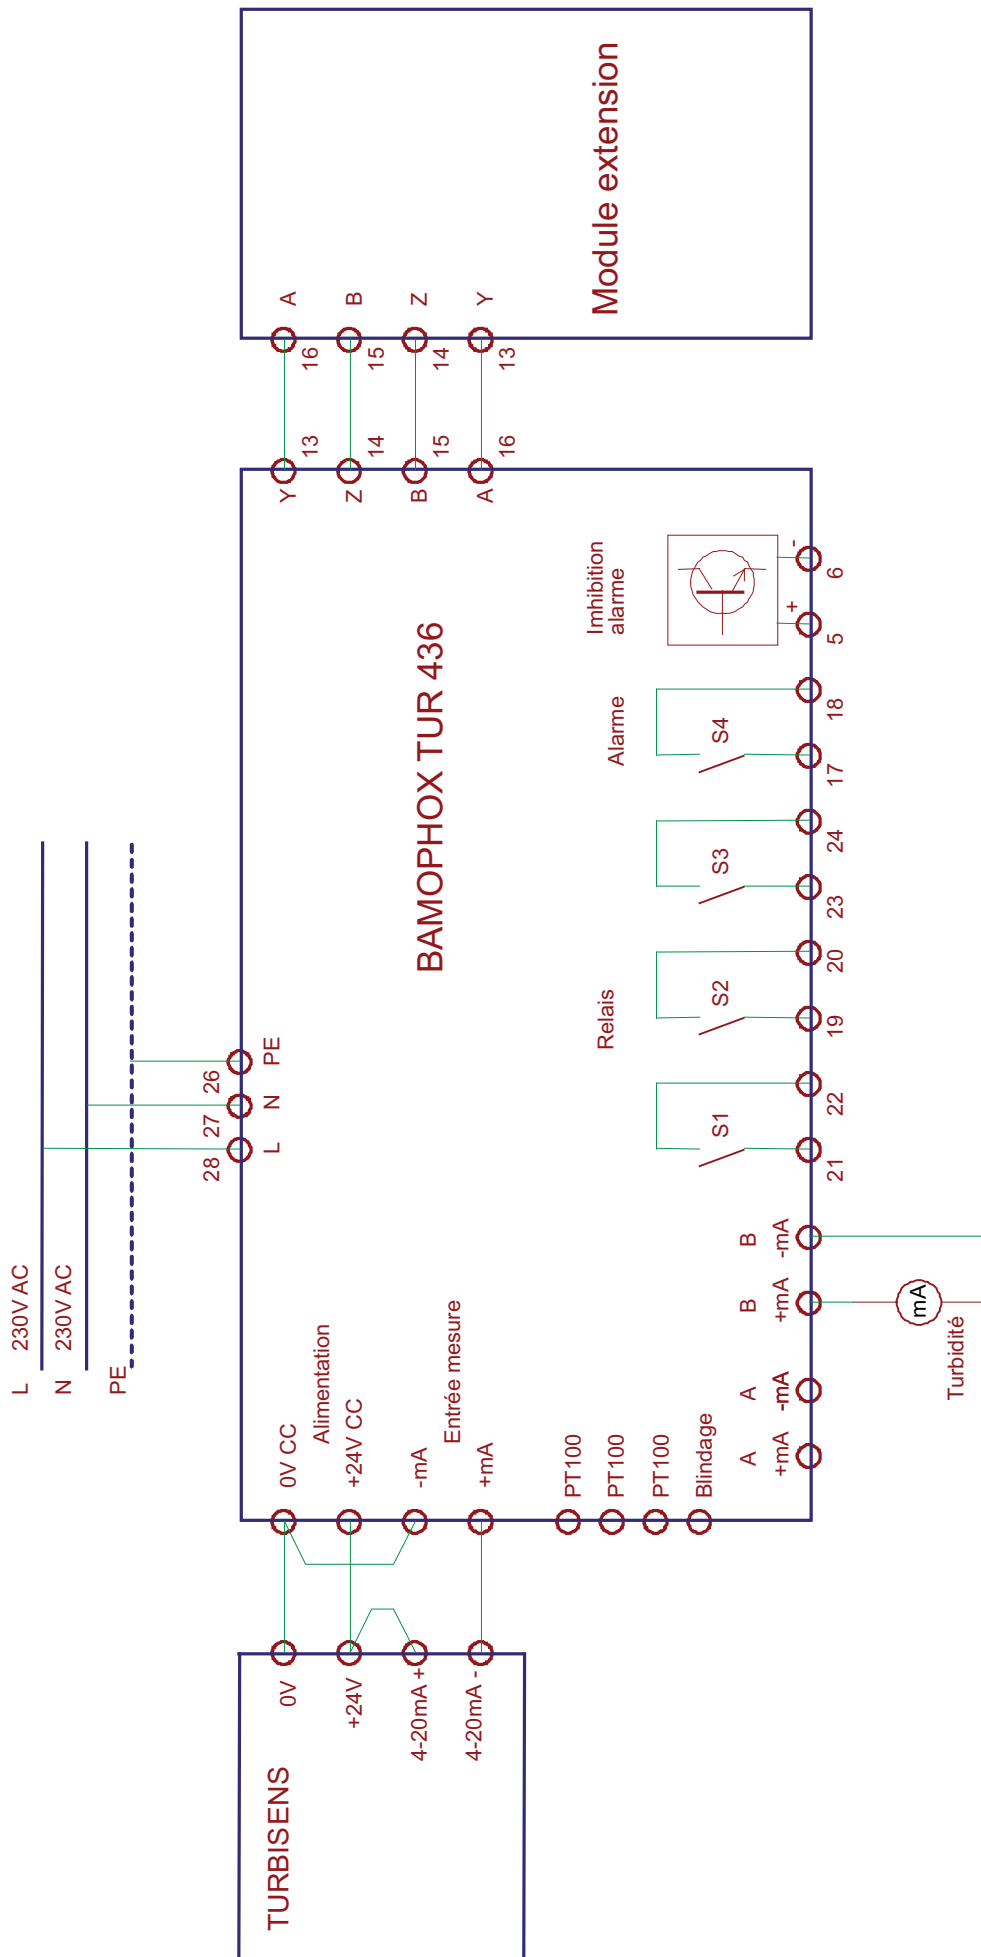 L 230V AC
N 230V AC
PE
28
27
26
L
N
PE
TURBISENS
0V
+24V
4-20mA +
4-20mA -
0V CC
Alimentation
+24V CC
-mA
Entrée mesure
+mA
PT100
PT100
PT100
Blindage
BAMOPHOX TUR 436
Y
Z
B
A
13
14
15
16
16
15
14
13
A
B
Z
Y
Module extension
Relais
Alarme
Imhibition
alarme
S1
S2
S3
S4
+
-
A
A
B
B
+mA
-mA
+mA
-mA
21
22
19
20
23
24
17
18
5
6
mA
Turbidité